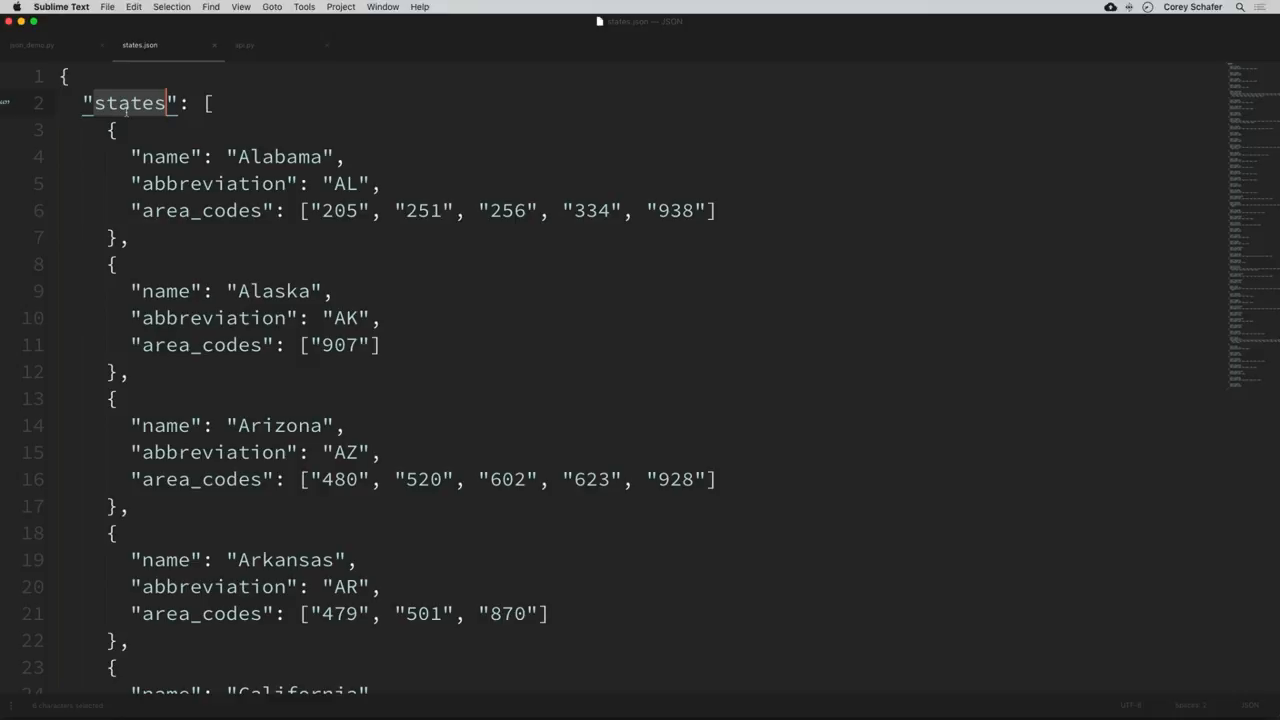 Sublime Text File Edit Selection Find View Goto Tools Project Window Help Corey Schafer
states.json — JSON
json_demo.py states.json api.py
1 {
2 "states": [
3 {
4 "name": "Alabama",
5 "abbreviation": "AL",
6 "area_codes": ["205", "251", "256", "334", "938"]
7 },
8 {
9 "name": "Alaska",
10 "abbreviation": "AK",
11 "area_codes": ["907"]
12 },
13 {
14 "name": "Arizona",
15 "abbreviation": "AZ",
16 "area_codes": ["480", "520", "602", "623", "928"]
17 },
18 {
19 "name": "Arkansas",
20 "abbreviation": "AR",
21 "area_codes": ["479", "501", "870"]
22 },
23 {
24 "name": "California",
6 characters selected UTF-8 Spaces: 2 JSON